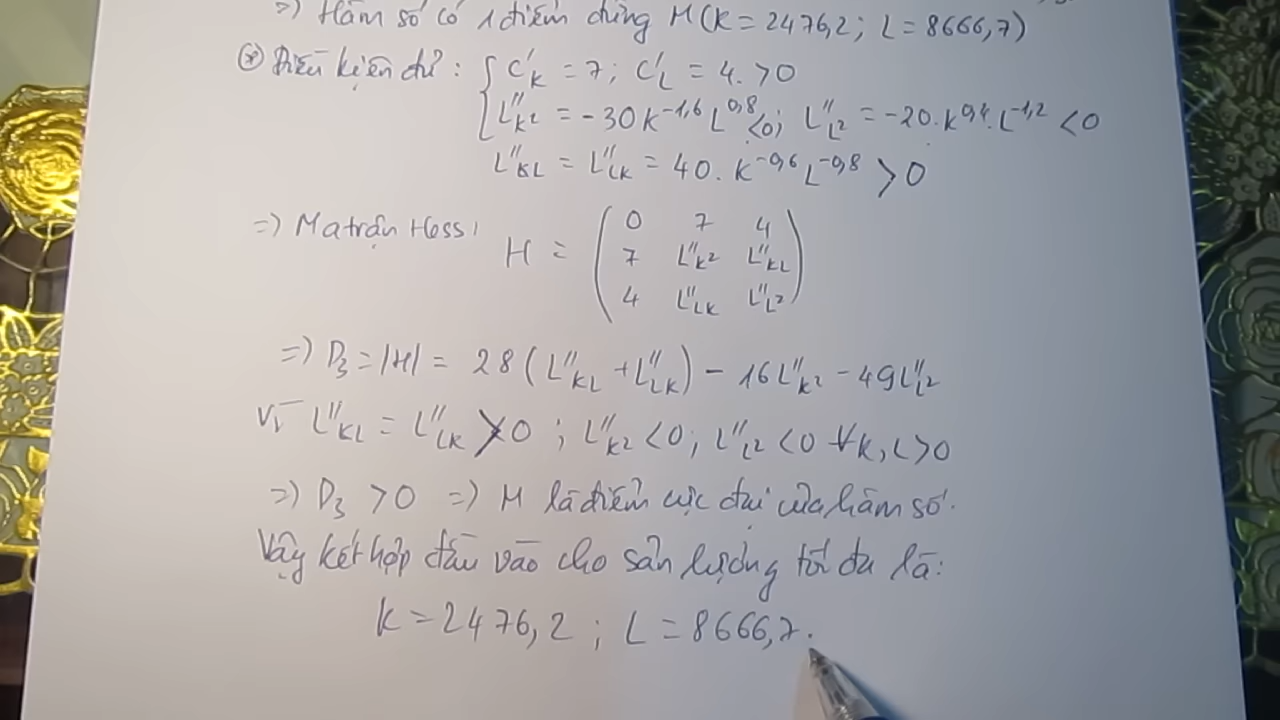 =) Hàm số có 1 điểm dừng M(K = 2476,2; L = 8666,7)
(*) Điều kiện đủ : { C'K = 7; C'L = 4 > 0
L''K² = -30K^-1,6 L^0,8 <0; L''L² = -20.K^0,4.L^-1,2 < 0
L''KL = L''LK = 40. K^-0,6 L^-0,8 > 0
=) Ma trận Hess: H = ( 0 7 4
7 L''K² L''KL
4 L''LK L''L² )
=) D3 = |H| = 28 (L''KL + L''LK) - 16L''K² - 49L''L²
Vì L''KL = L''LK > 0 ; L''K² < 0; L''L² < 0 ∀K, L > 0
=) D3 > 0 =) M là điểm cực đại của hàm số.
Vậy kết hợp đầu vào cho sản lượng tối đa là:
K = 2476,2 ; L = 8666,7.